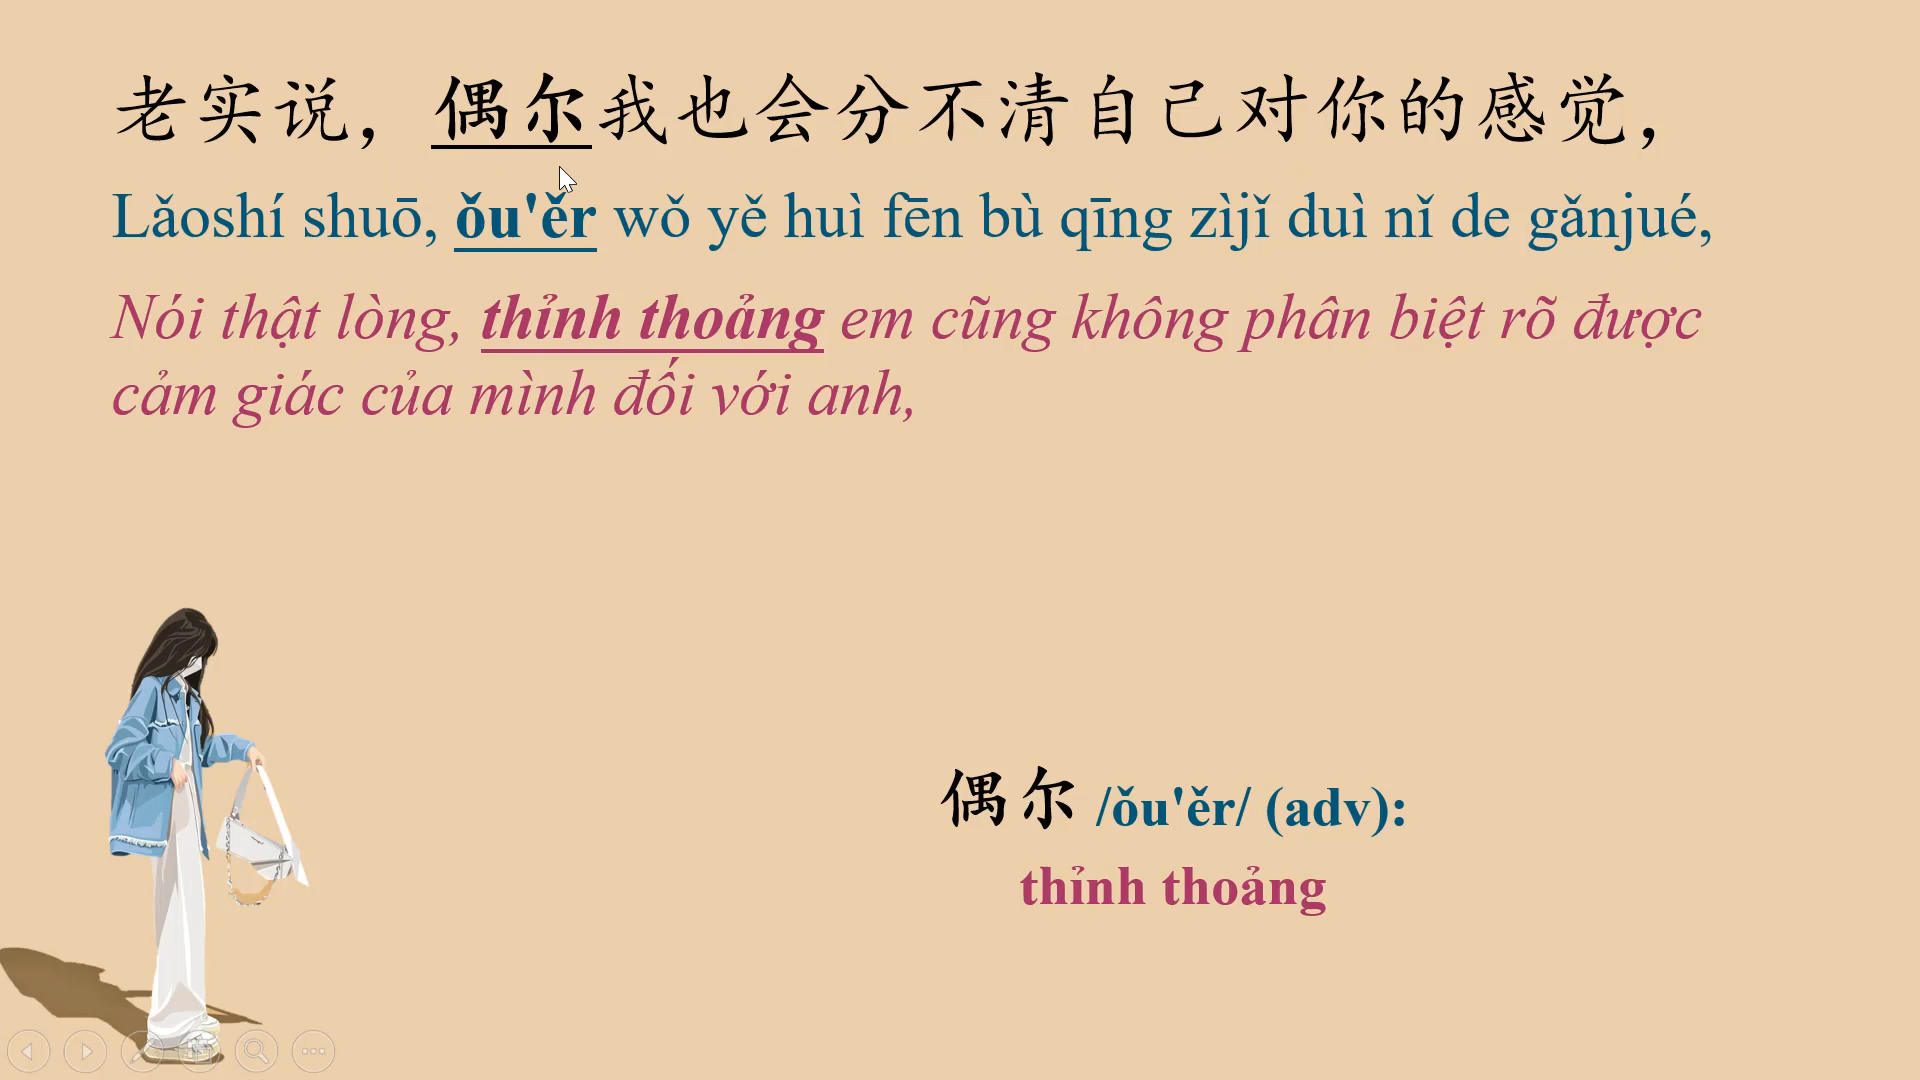 老实说，偶尔我也会分不清自己对你的感觉，
Lǎoshí shuō, ǒu'ěr wǒ yě huì fēn bù qīng zìjǐ duì nǐ de gǎnjué,
Nói thật lòng, thỉnh thoảng em cũng không phân biệt rõ được
cảm giác của mình đối với anh,
偶尔 /ǒu'ěr/ (adv):
thỉnh thoảng